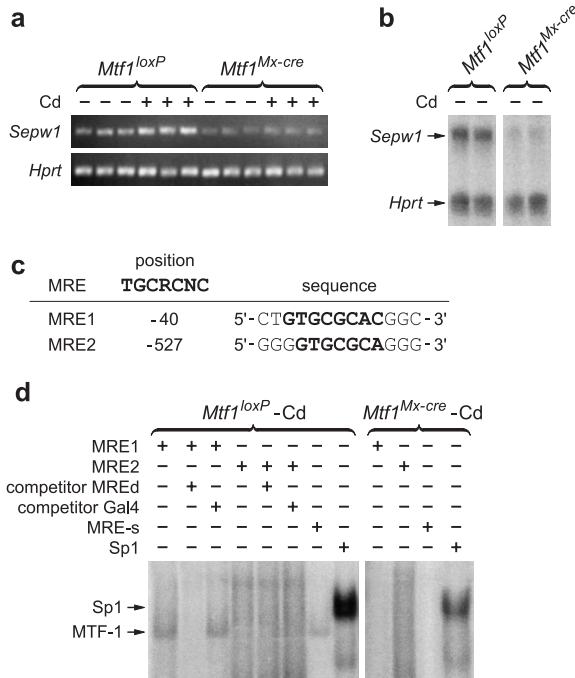 a
Mtf1loxP Mtf1Mx-cre
Cd − − − + + + − − − + + +
Sepw1
Hprt
b
Mtf1loxP Mtf1Mx-cre
Cd − − − −
Sepw1
Hprt
c
position
MRE TGCRCNC sequence
MRE1 -40 5'-CTGTGCGCACGGC-3'
MRE2 -527 5'-GGGGTGCGCAGGG-3'
d
Mtf1loxP -Cd Mtf1Mx-cre -Cd
MRE1 + + + − − − − − + − − −
MRE2 − − − + + + − − − + − −
competitor MREd − + − − + − − − − − − −
competitor Gal4 − − + − − + − − − − − −
MRE-s − − − − − − + − − − + −
Sp1 − − − − − − − + − − − +
Sp1
MTF-1